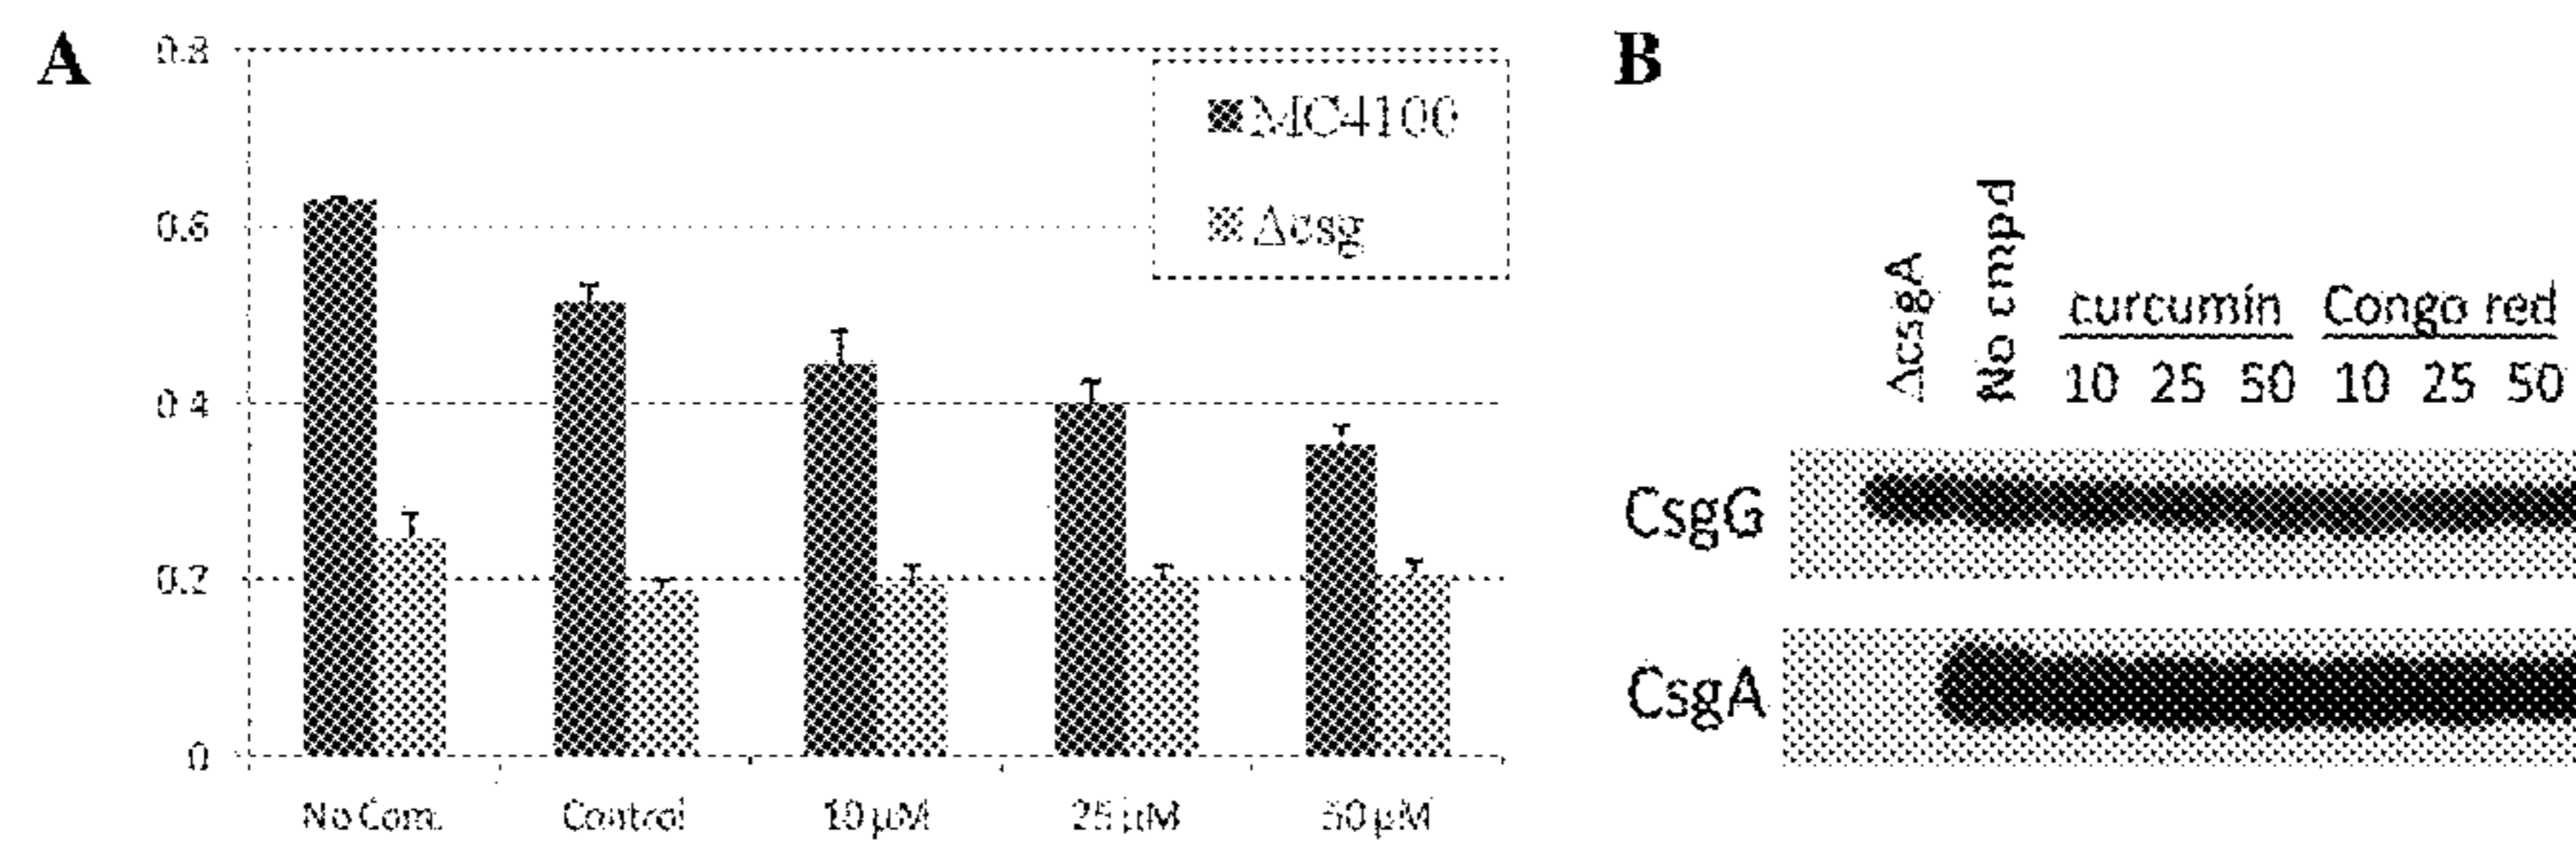 A
0.8
0.6
0.4
0.2
0
MC4100
Δcsg
No Com.
Control
10 µM
25 µM
50 µM
B
ΔcsgA
No cmpd
curcumin
Congo red
10 25 50 10 25 50
CsgG
CsgA